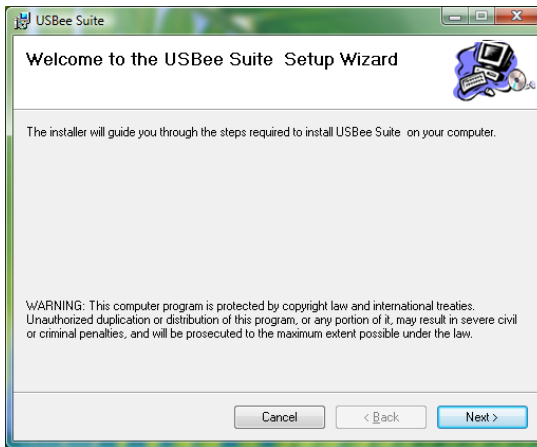 USBee Suite
Welcome to the USBee Suite Setup Wizard
The installer will guide you through the steps required to install USBee Suite on your computer.
WARNING: This computer program is protected by copyright law and international treaties.
Unauthorized duplication or distribution of this program, or any portion of it, may result in severe civil
or criminal penalties, and will be prosecuted to the maximum extent possible under the law.
Cancel < Back Next >